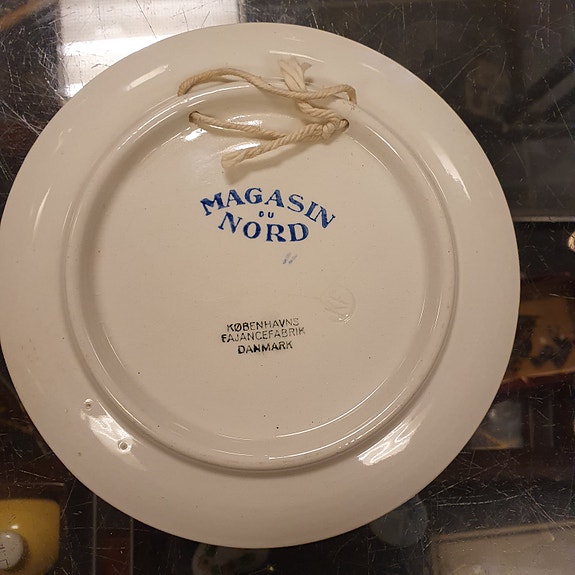 MAGASIN
DU
NORD
KØBENHAVNS
FAJANCEFABRIK
DANMARK